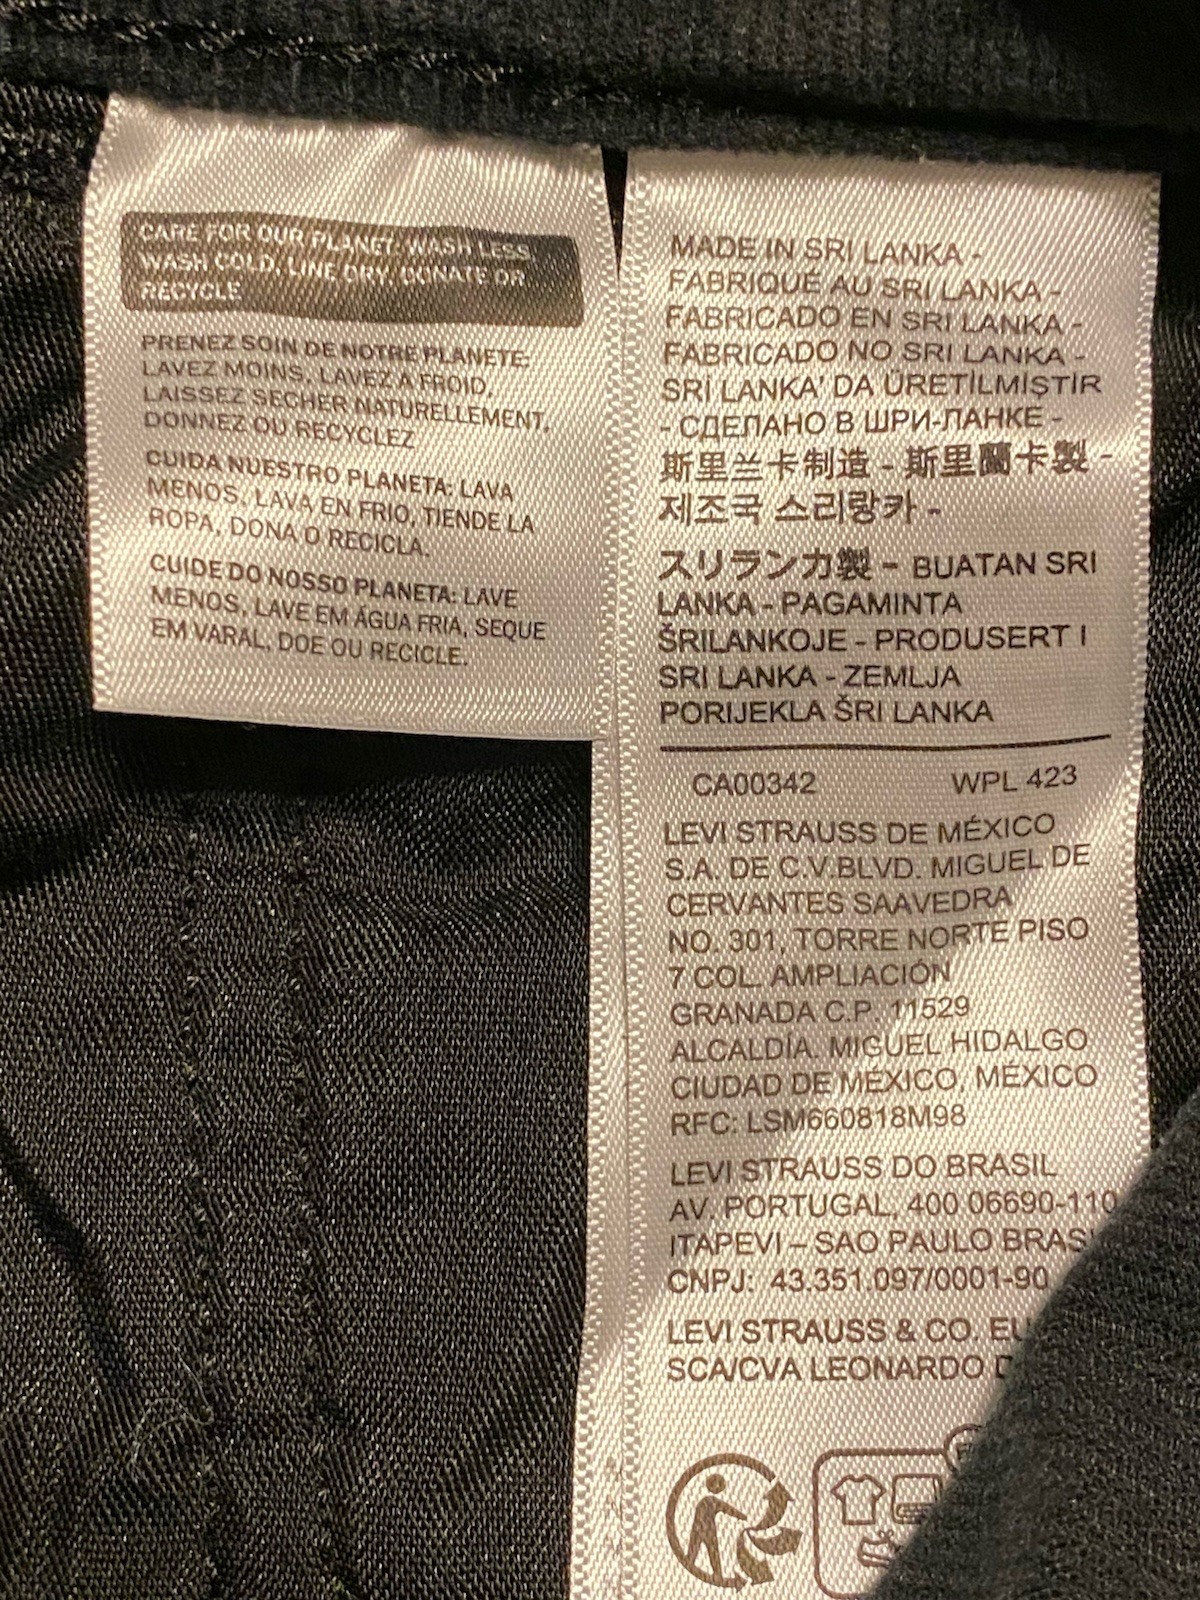 CARE FOR OUR PLANET: WASH LESS,
WASH COLD, LINE DRY, DONATE OR
RECYCLE
PRENEZ SOIN DE NOTRE PLANETE:
LAVEZ MOINS, LAVEZ A FROID,
LAISSEZ SECHER NATURELLEMENT,
DONNEZ OU RECYCLEZ
CUIDA NUESTRO PLANETA: LAVA
MENOS, LAVA EN FRIO, TIENDE LA
ROPA, DONA O RECICLA.
CUIDE DO NOSSO PLANETA: LAVE
MENOS, LAVE EM ÁGUA FRIA, SEQUE
EM VARAL, DOE OU RECICLE.
MADE IN SRI LANKA -
FABRIQUÉ AU SRI LANKA -
FABRICADO EN SRI LANKA -
FABRICADO NO SRI LANKA -
SRİ LANKA' DA ÜRETİLMİŞTİR
- СДЕЛАНО В ШРИ-ЛАНКЕ -
斯里兰卡制造 - 斯里蘭卡製 -
제조국 스리랑카 -
スリランカ製 - BUATAN SRI
LANKA - PAGAMINTA
ŠRILANKOJE - PRODUSERT I
SRI LANKA - ZEMLJA
PORIJEKLA ŠRI LANKA
CA00342 WPL 423
LEVI STRAUSS DE MÉXICO
S.A. DE C.V.BLVD. MIGUEL DE
CERVANTES SAAVEDRA
NO. 301, TORRE NORTE PISO
7 COL. AMPLIACIÓN
GRANADA C.P. 11529
ALCALDÍA. MIGUEL HIDALGO
CIUDAD DE MÉXICO, MÉXICO
RFC: LSM660818M98
LEVI STRAUSS DO BRASIL
AV. PORTUGAL, 400 06690-110
ITAPEVI – SAO PAULO BRAS
CNPJ: 43.351.097/0001-90
LEVI STRAUSS & CO. EU
SCA/CVA LEONARDO D